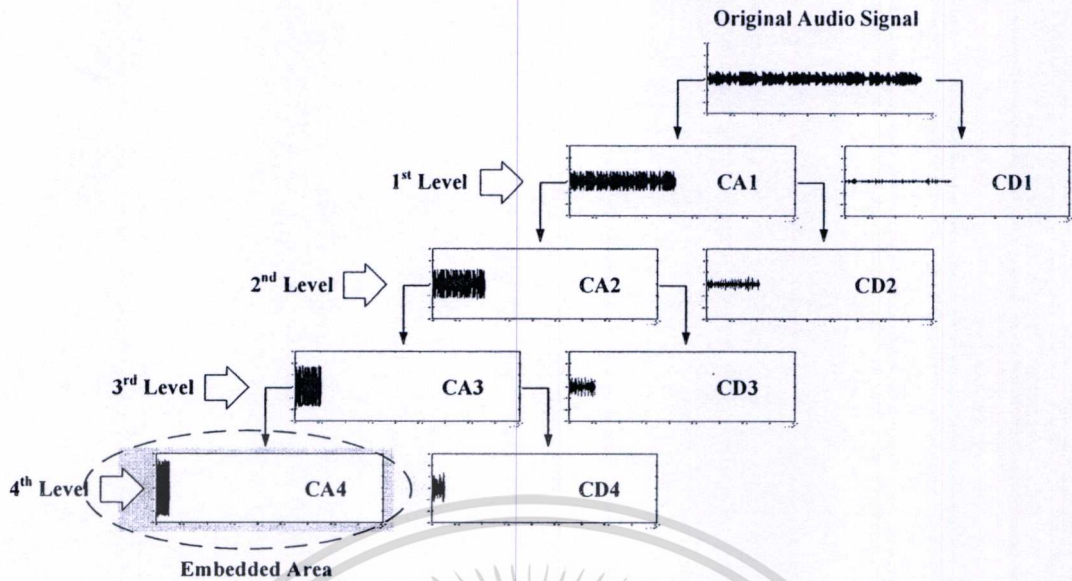 Original Audio Signal
1st Level
CA1
CD1
2nd Level
CA2
CD2
3rd Level
CA3
CD3
4th Level
CA4
CD4
Embedded Area